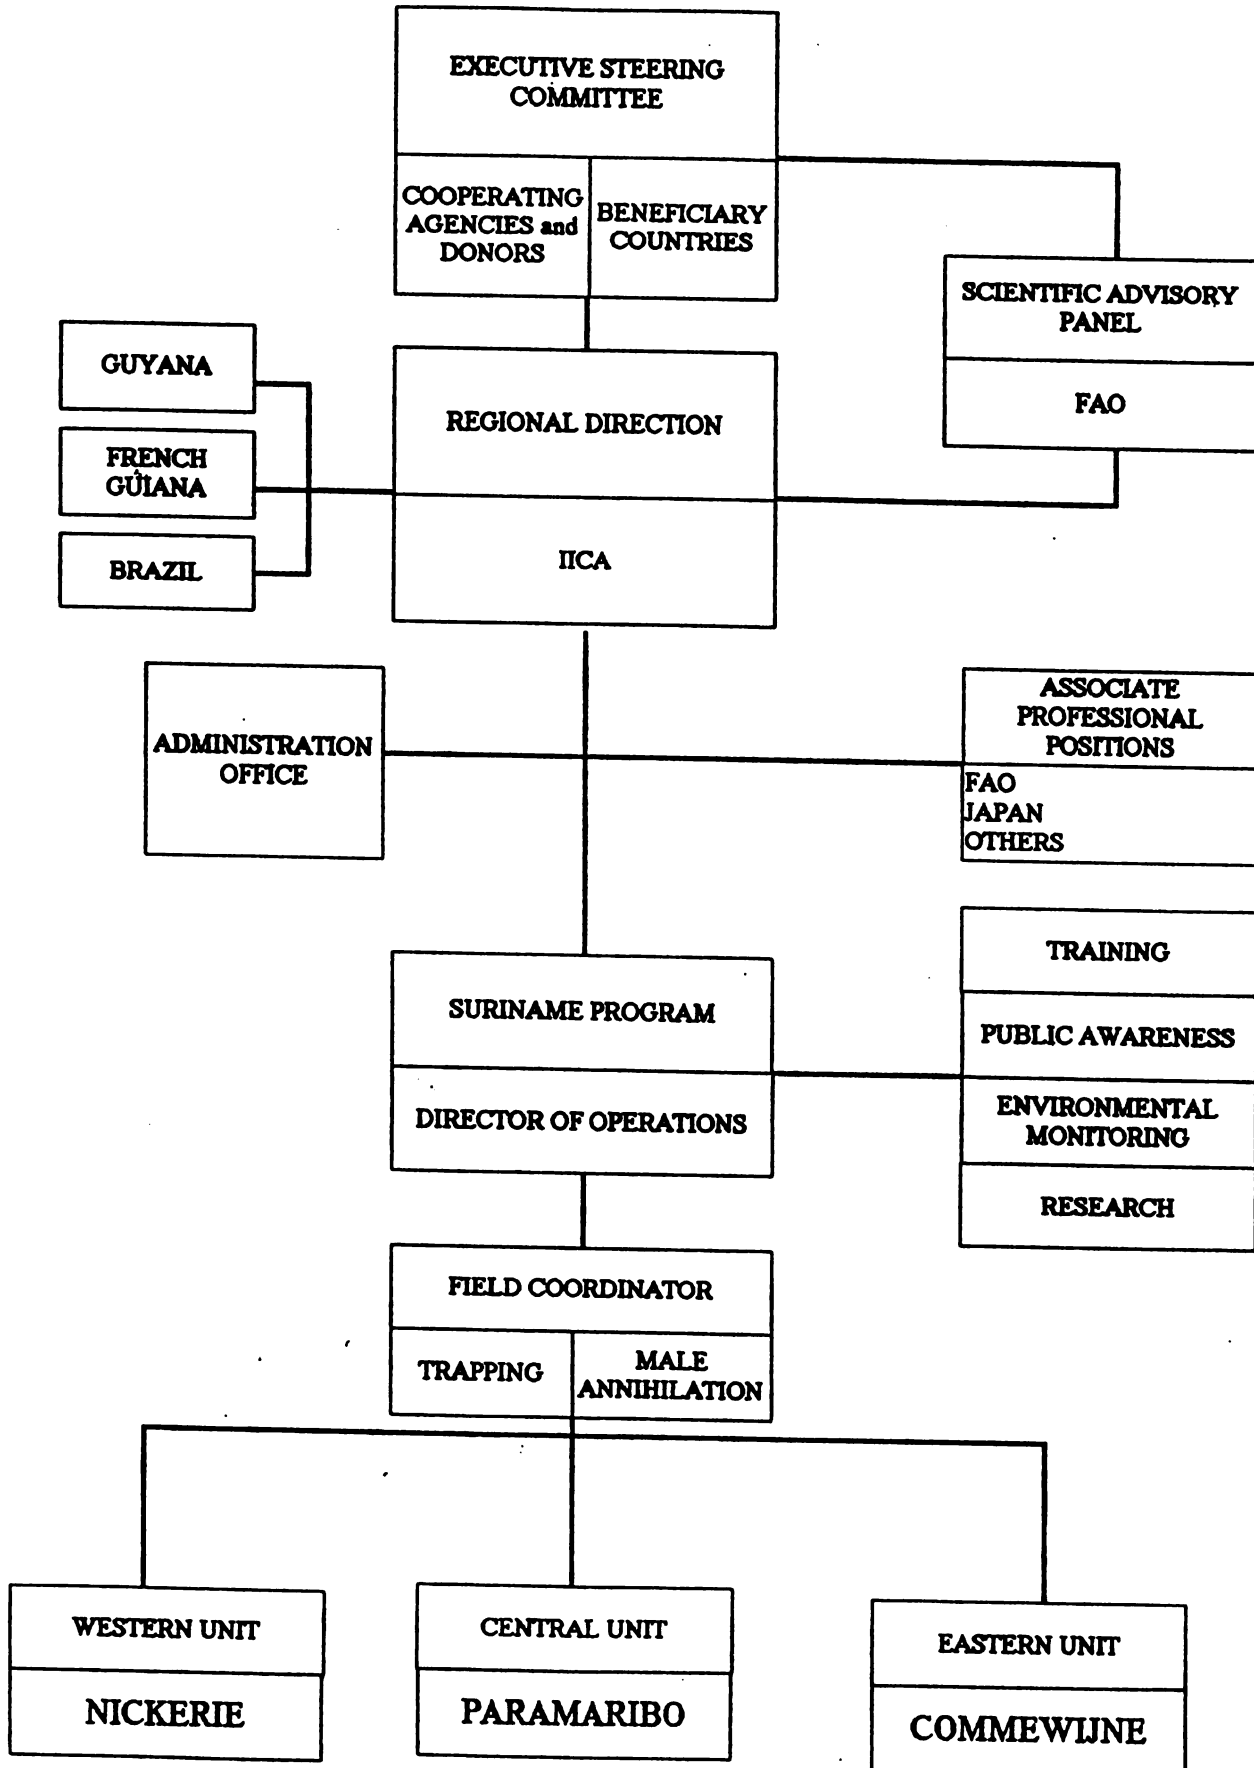 EXECUTIVE STEERING
COMMITTEE
COOPERATING
AGENCIES and
DONORS
BENEFICIARY
COUNTRIES
SCIENTIFIC ADVISORY
PANEL
FAO
GUYANA
FRENCH
GUIANA
BRAZIL
REGIONAL DIRECTION
IICA
ADMINISTRATION
OFFICE
ASSOCIATE
PROFESSIONAL
POSITIONS
FAO
JAPAN
OTHERS
SURINAME PROGRAM
DIRECTOR OF OPERATIONS
TRAINING
PUBLIC AWARENESS
ENVIRONMENTAL
MONITORING
RESEARCH
FIELD COORDINATOR
TRAPPING
MALE
ANNIHILATION
WESTERN UNIT
NICKERIE
CENTRAL UNIT
PARAMARIBO
EASTERN UNIT
COMMEWIJNE